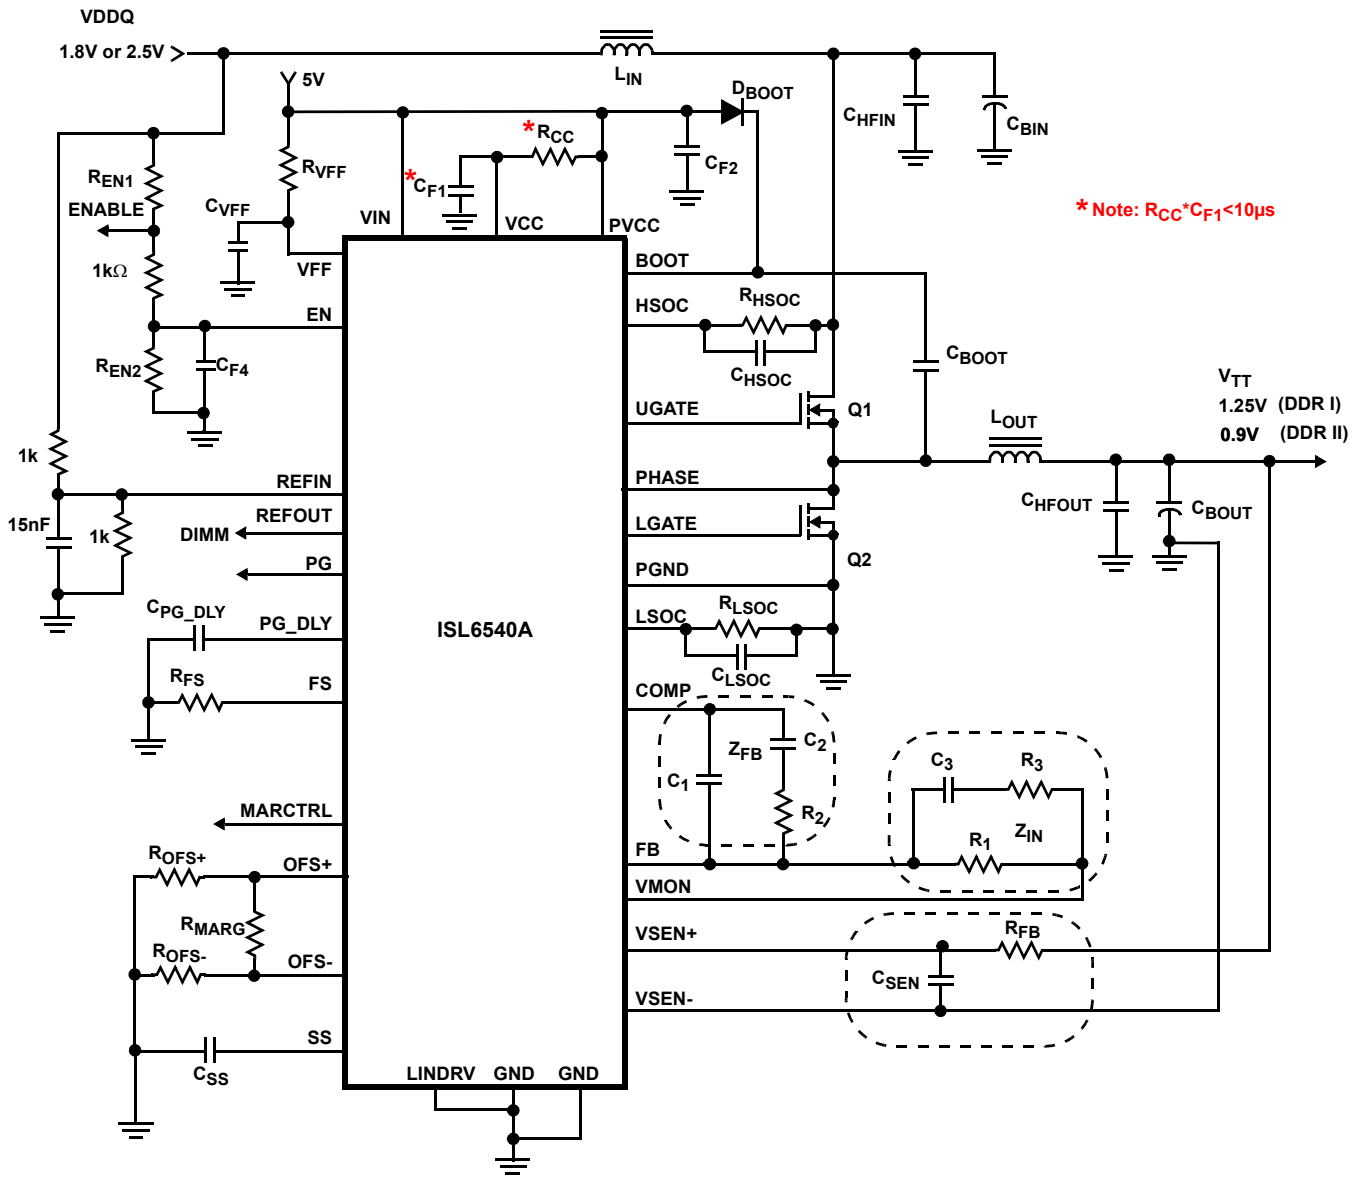 VDDQ
1.8V or 2.5V
LIN
5V
DBOOT
CHFIN
CBIN
*RCC
RVFF
*CF1
CF2
REN1
ENABLE
CVFF
VIN
VCC
PVCC
* Note: RCC*CF1<10µs
VFF
1kΩ
BOOT
HSOC
RHSOC
CHSOC
EN
REN2
CF4
CBOOT
UGATE
Q1
LOUT
VTT
1.25V (DDR I)
0.9V (DDR II)
1k
REFIN
PHASE
15nF
1k
REFOUT
DIMM
LGATE
CHFOUT
CBOUT
PG
PGND
Q2
CPG_DLY
PG_DLY
ISL6540A
LSOC
RLSOC
CLSOC
RFS
FS
COMP
C1
ZFB
C2
R2
C3
R3
ZIN
R1
MARCTRL
FB
VMON
ROFS+
OFS+
RMARG
ROFS-
OFS-
VSEN+
RFB
CSEN
VSEN-
SS
CSS
LINDRV
GND
GND